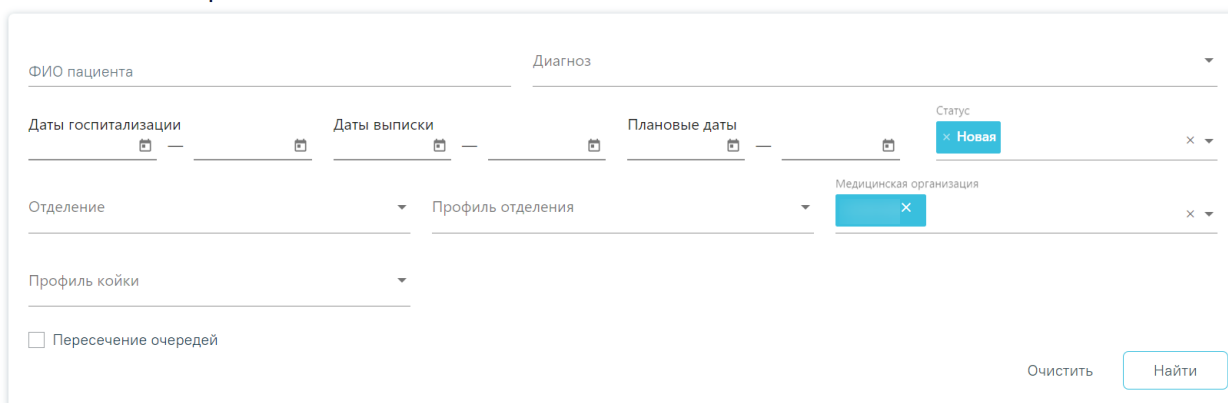 ФИО пациента
Диагноз
Даты госпитализации
—
Даты выписки
—
Плановые даты
—
Статус
× Новая
Отделение
Профиль отделения
Медицинская организация
Профиль койки
Пересечение очередей
Очистить
Найти